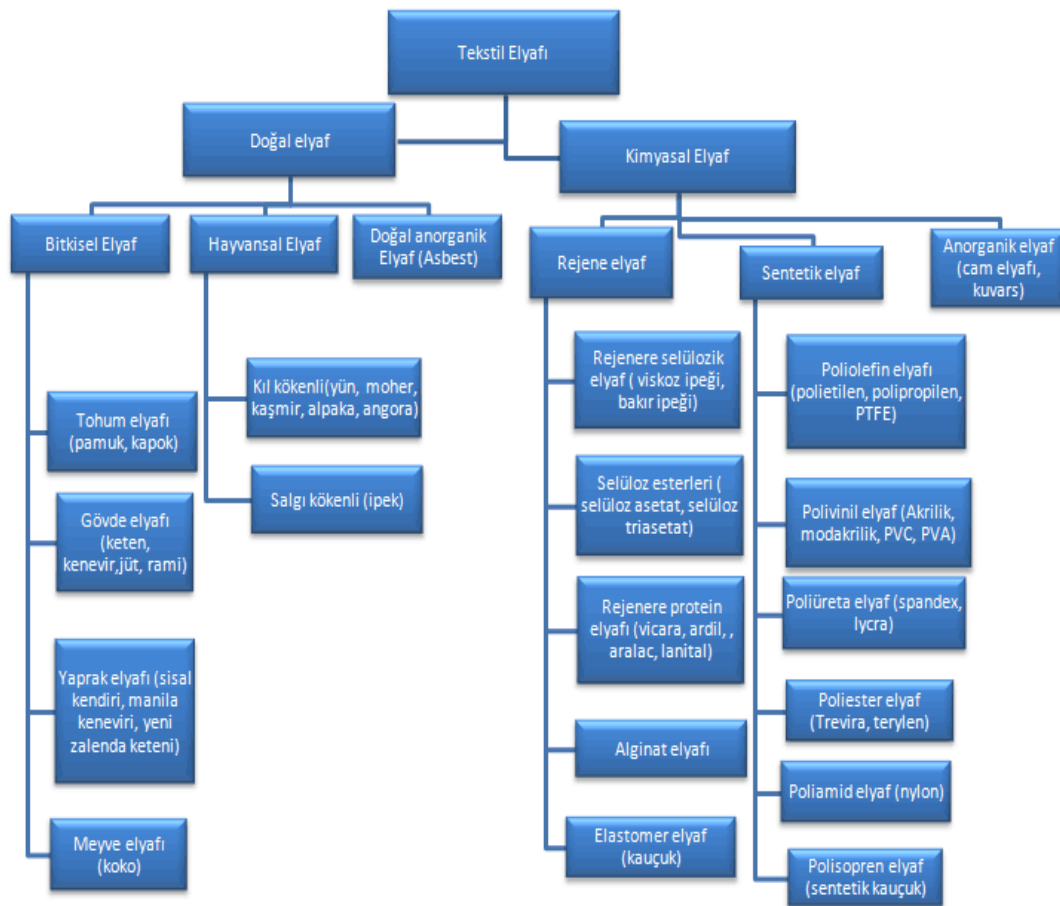 Tekstil Elyafı
Doğal elyaf
Kimyasal Elyaf
Bitkisel Elyaf
Hayvansal Elyaf
Doğal anorganik
Elyaf (Asbest)
Rejene elyaf
Sentetik elyaf
Anorganik elyaf
(cam elyafı,
kuvars)
Tohum elyafı
(pamuk, kapok)
Gövde elyafı
(keten,
kenevir,jüt, rami)
Yaprak elyafı (sisal
kendiri, manila
keneviri, yeni
zalenda keteni)
Meyve elyafı
(koko)
Kıl kökenli(yün, moher,
kaşmir, alpaka, angora)
Salgı kökenli (ipek)
Rejenere selülozik
elyaf ( viskoz ipeği,
bakır ipeği)
Selüloz esterleri (
selüloz asetat, selüloz
triasetat)
Rejenere protein
elyafı (vicara, ardil, ,
aralac, lanital)
Alginat elyafı
Elastomer elyaf
(kauçuk)
Poliolefin elyafı
(polietilen, polipropilen,
PTFE)
Polivinil elyaf (Akrilik,
modakrilik, PVC, PVA)
Poliüreta elyaf (spandex,
lycra)
Poliester elyaf
(Trevira, terylen)
Poliamid elyaf (nylon)
Polisopren elyaf
(sentetik kauçuk)